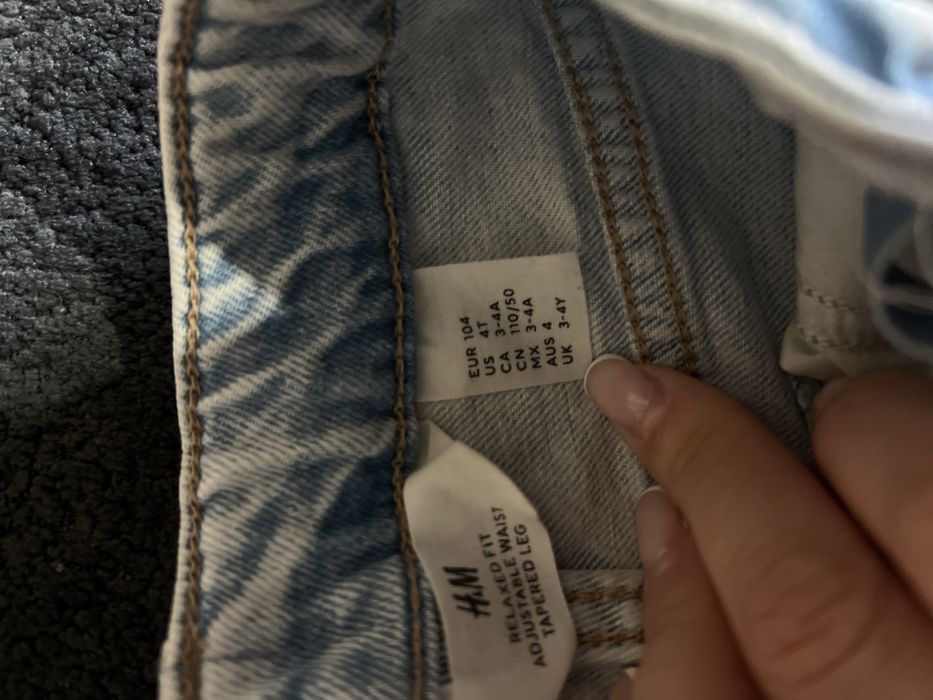 EUR 104
US 4T
CA 3-4A
CN 110/50
MX 3-4A
AUS 4
UK 3-4Y
H&M
RELAXED FIT
ADJUSTABLE WAIST
TAPERED LEG